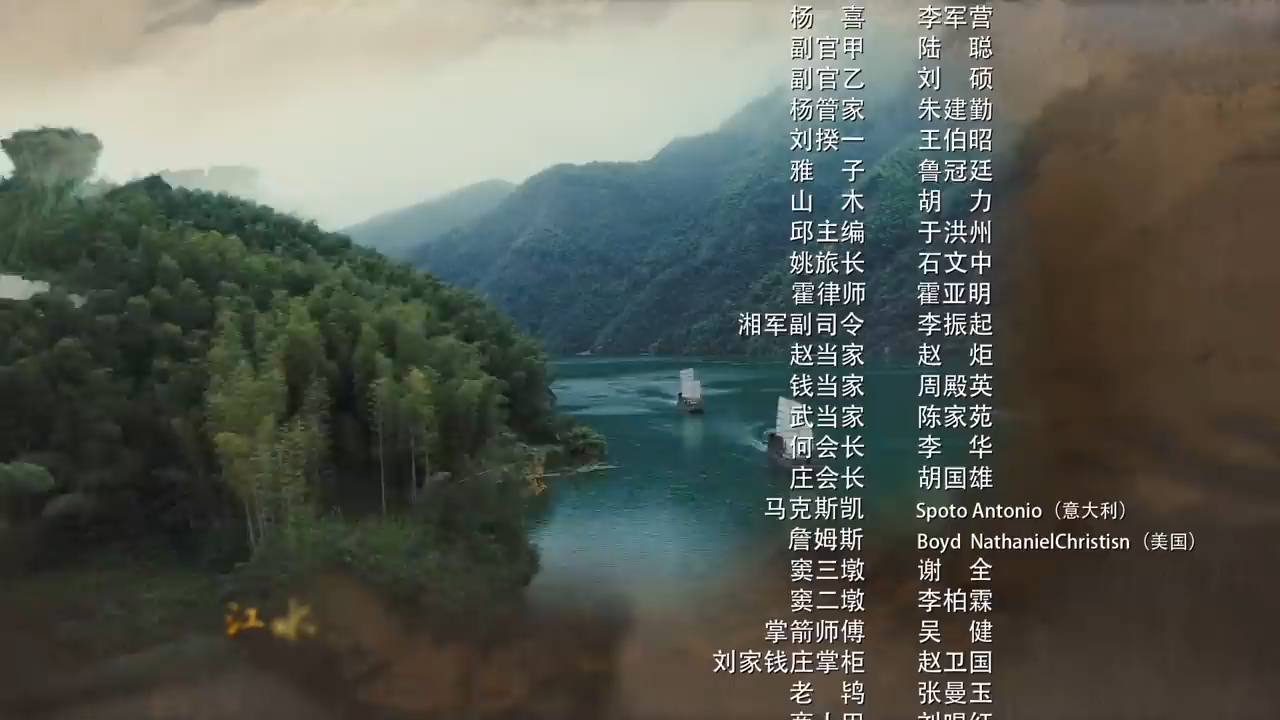 杨　喜　李军营
副官甲　陆　聪
副官乙　刘　硕
杨管家　朱建勤
刘揆一　王伯昭
雅　子　鲁冠廷
山　木　胡　力
邱主编　于洪州
姚旅长　石文中
霍律师　霍亚明
湘军副司令　李振起
赵当家　赵　炬
钱当家　周殿英
武当家　陈家苑
何会长　李　华
庄会长　胡国雄
马克斯凯　Spoto Antonio（意大利）
詹姆斯　Boyd NathanielChristisn（美国）
窦三墩　谢　全
窦二墩　李柏霖
掌箭师傅　吴　健
刘家钱庄掌柜　赵卫国
老　鸨　张曼玉
江